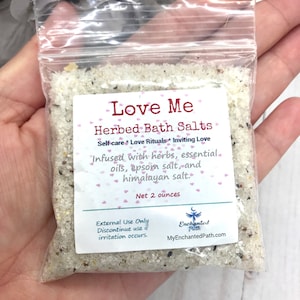 Love Me
Herbed Bath Salts
Self-care * Love Rituals * Inviting Love
Infused with herbs, essential
oils, epsom salt, and
himalayan salt.
Net 2 ounces
External Use Only
Discontinue use if
irritation occurs.
Enchanted
MyEnchantedPath.com